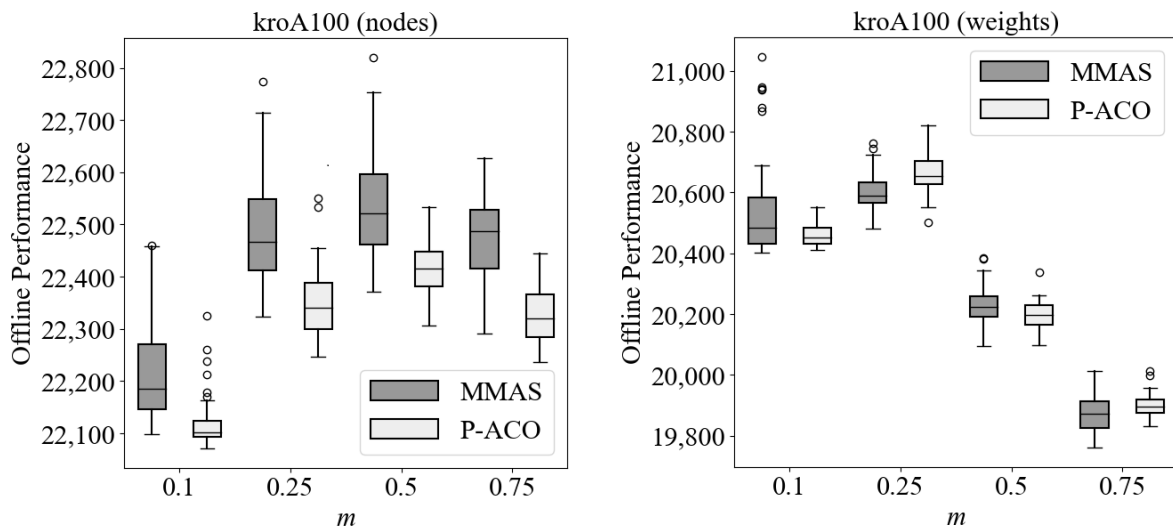 kroA100 (nodes)
Offline Performance
22,800
22,700
22,600
22,500
22,400
22,300
22,200
22,100
MMAS
P-ACO
0.1 0.25 0.5 0.75
m
kroA100 (weights)
Offline Performance
21,000
20,800
20,600
20,400
20,200
20,000
19,800
MMAS
P-ACO
0.1 0.25 0.5 0.75
m